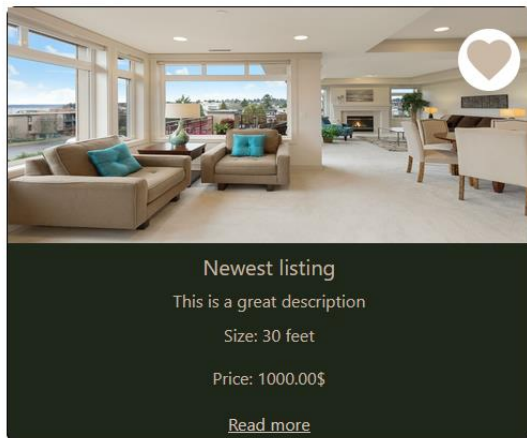 Newest listing
This is a great description
Size: 30 feet
Price: 1000.00$
Read more